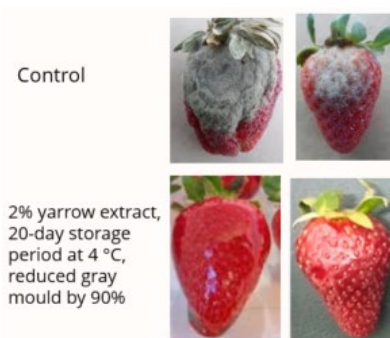 Control
2% yarrow extract,
20-day storage
period at 4 °C,
reduced gray
mould by 90%